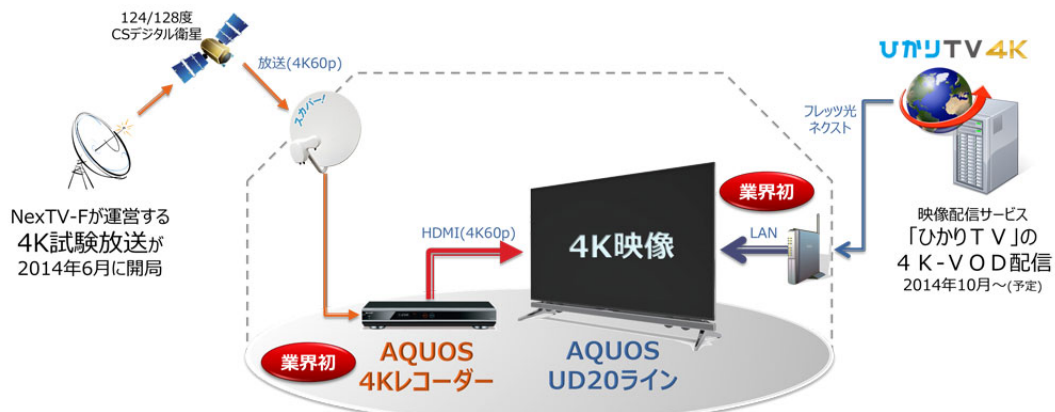 124/128度
CSデジタル衛星
放送(4K60p)
スカパー!
NexTV-Fが運営する
4K試験放送が
2014年6月に開局
HDMI(4K60p)
4K映像
業界初
LAN
業界初
AQUOS
4Kレコーダー
AQUOS
UD20ライン
ひかりTV4K
フレッツ光
ネクスト
映像配信サービス
「ひかりTV」の
4K-VOD配信
2014年10月～(予定)